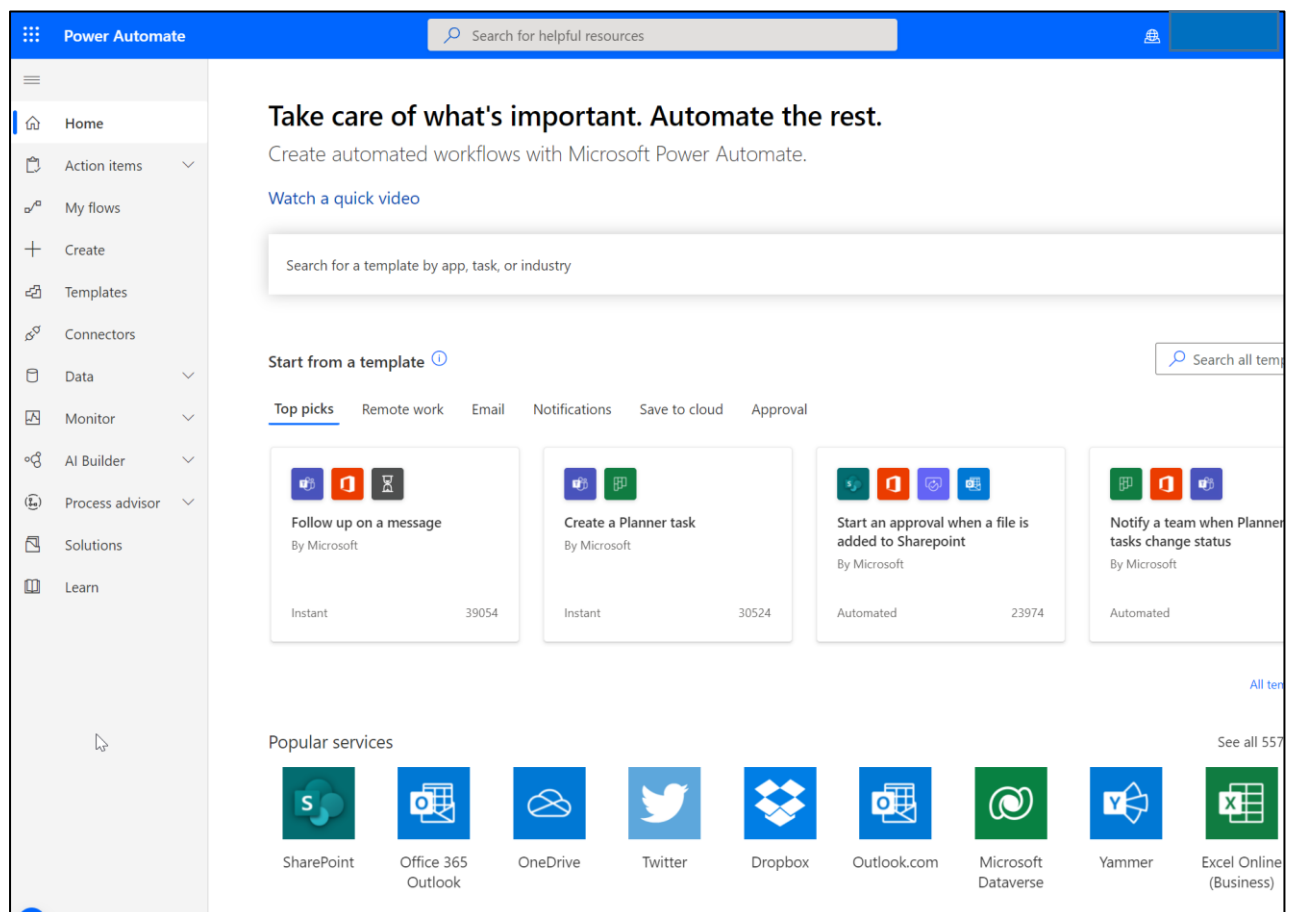 Power Automate
Search for helpful resources
Home
Action items
My flows
Create
Templates
Connectors
Data
Monitor
AI Builder
Process advisor
Solutions
Learn
Take care of what's important. Automate the rest.
Create automated workflows with Microsoft Power Automate.
Watch a quick video
Search for a template by app, task, or industry
Start from a template
Search all
Top picks Remote work Email Notifications Save to cloud Approval
Follow up on a message
By Microsoft
Instant 39054
Create a Planner task
By Microsoft
Instant 30524
Start an approval when a file is
added to Sharepoint
By Microsoft
Automated 23974
Notify a team when Planner
tasks change status
By Microsoft
Automated
All
Popular services
See all 557
SharePoint
Office 365
Outlook
OneDrive
Twitter
Dropbox
Outlook.com
Microsoft
Dataverse
Yammer
Excel Online
(Business)